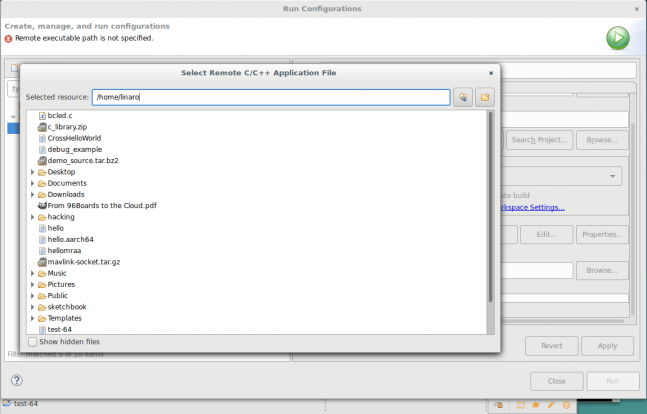 Run Configurations
Create, manage, and run configurations
Remote executable path is not specified.
Select Remote C/C++ Application File
Selected resource: /home/linaro
bcled.c
c_library.zip
CrossHelloWorld
debug_example
demo_source.tar.bz2
Desktop
Documents
Downloads
From 96Boards to the Cloud.pdf
hacking
hello
hello.aarch64
hellomraa
mavlink-socket.tar.gz
Music
Pictures
Public
sketchbook
Templates
test-64
Show hidden files
Search Project...
Browse...
uto build
rkspace Settings...
Edit...
Properties...
Browse...
Filter matched 5 of 10 items
Revert
Apply
Close
Run
test-64